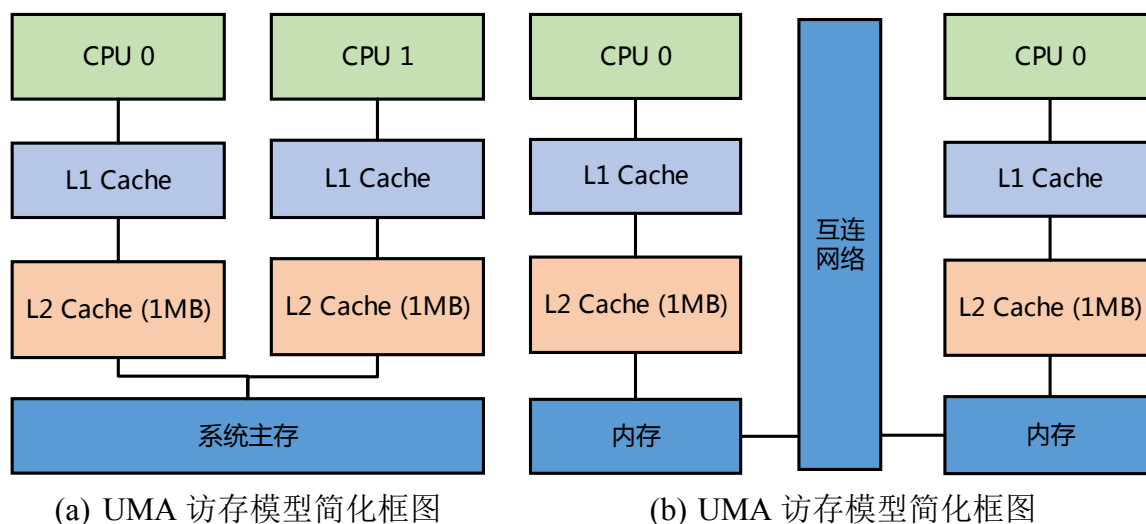 CPU 0
CPU 1
L1 Cache
L1 Cache
L2 Cache (1MB)
L2 Cache (1MB)
系统主存
(a) UMA 访存模型简化框图
CPU 0
CPU 0
L1 Cache
L1 Cache
互连
网络
L2 Cache (1MB)
L2 Cache (1MB)
内存
内存
(b) UMA 访存模型简化框图